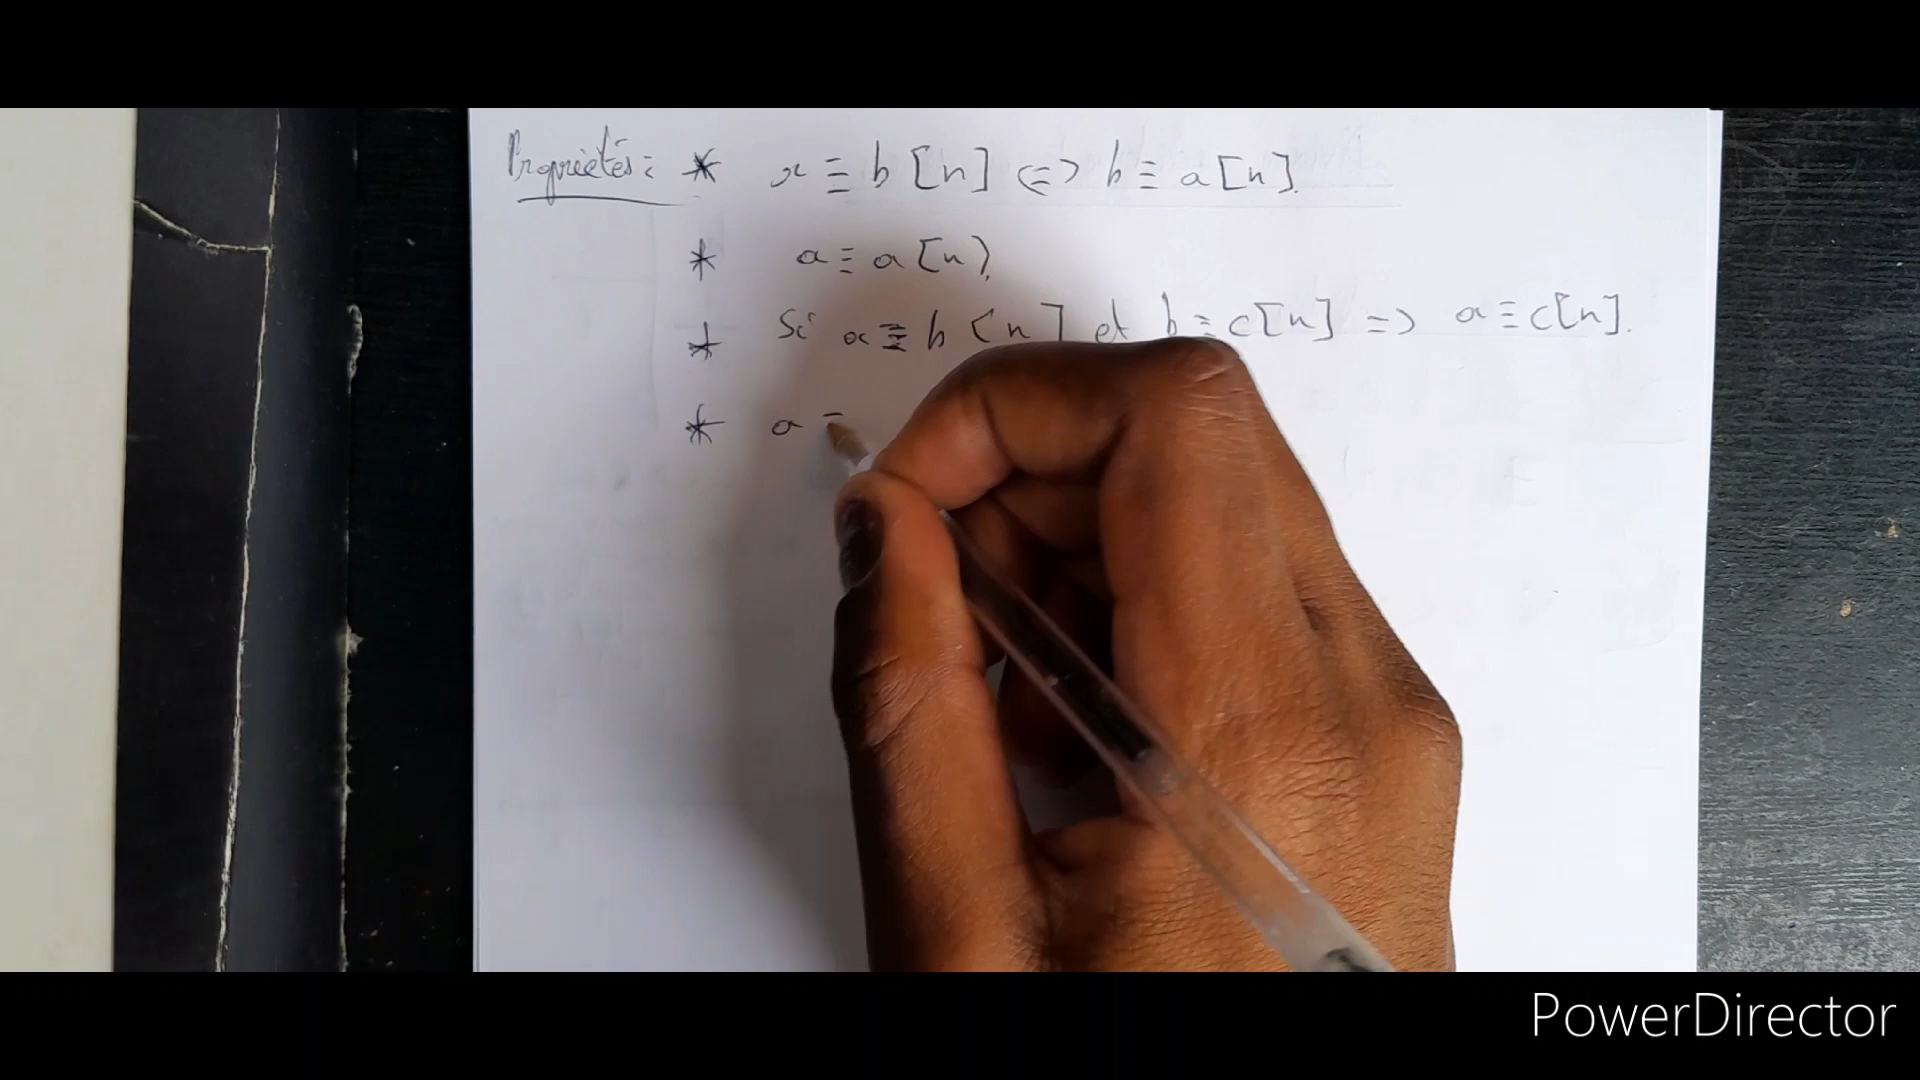 Propriétés : * x ≡ b [n] <=> b ≡ a [n].
* a ≡ a [n].
* Si a ≡ b [n] et b ≡ c [n] => a ≡ c [n].
* a =
PowerDirector